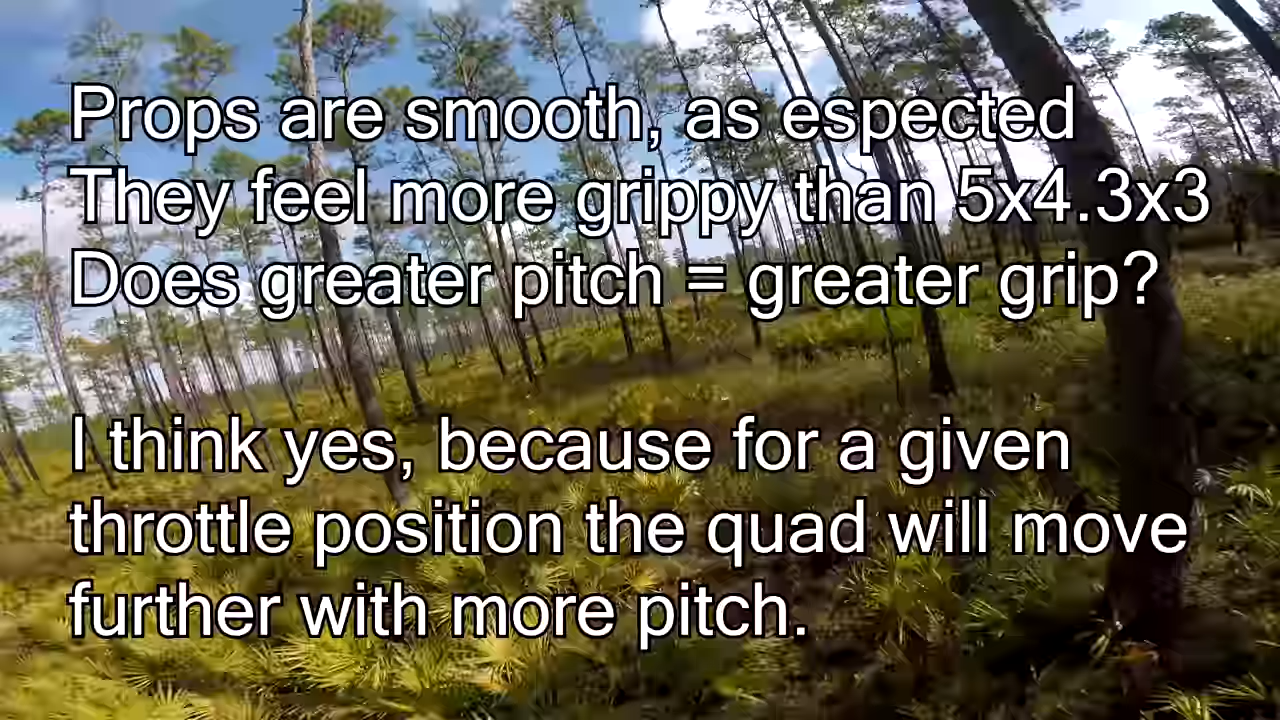 Props are smooth, as espected
They feel more grippy than 5x4.3x3
Does greater pitch = greater grip?
I think yes, because for a given
throttle position the quad will move
further with more pitch.